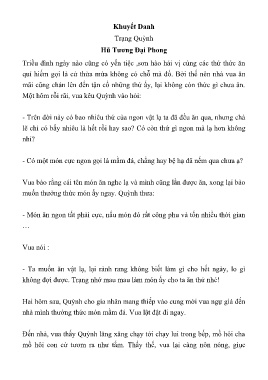 Khuyết Danh
Trạng Quỳnh
Hũ Tương Đại Phong
Triều đình ngày nào cũng có yến tiệc ,sơn hào hải vị cùng các thứ thức ăn
quí hiếm gọi là cứ thừa mứa không có chỗ mà đổ. Bởi thế nên nhà vua ăn
mãi cũng chán lên đến tận cổ những thứ ấy, lại không còn thức gì chưa ăn.
Một hôm rỗi rãi, vua kêu Quỳnh vào hỏi:
- Trên đời này có bao nhiêu thứ của ngon vật lạ ta đã đều ăn qua, nhưng chả
lẽ chỉ có bấy nhiêu là hết rồi hay sao? Có còn thứ gì ngon mà lạ hơn không
nhỉ?
- Có một món cực ngon gọi là mầm đá, chẳng hay bệ hạ đã nếm qua chưa ạ?
Vua bảo rằng cái tên món ăn nghe lạ và mình cũng lần được ăn, xong lại bảo
muốn thưởng thức món ấy ngay. Quỳnh thưa:
- Món ăn ngon tất phải cực, nấu món đó rất công phu và tốn nhiều thời gian
…
Vua nói :
- Ta muốn ăn vật lạ, lại rảnh rang không biết làm gì cho hết ngày, lo gì
không đợi được. Trạng nhớ mau mau làm món ấy cho ta ăn thử nhé!
Hai hôm sau, Quỳnh cho gia nhân mang thiếp vào cung mời vua ngự giá đến
nhà mình thưởng thức món mầm đá. Vua lật đật đi ngay.
Đến nhà, vua thấy Quỳnh lăng xăng chạy tới chạy lui trong bếp, mồ hôi cha
mồ hôi con cứ tươm ra như tắm. Thấy thế, vua lại càng nôn nóng, giục